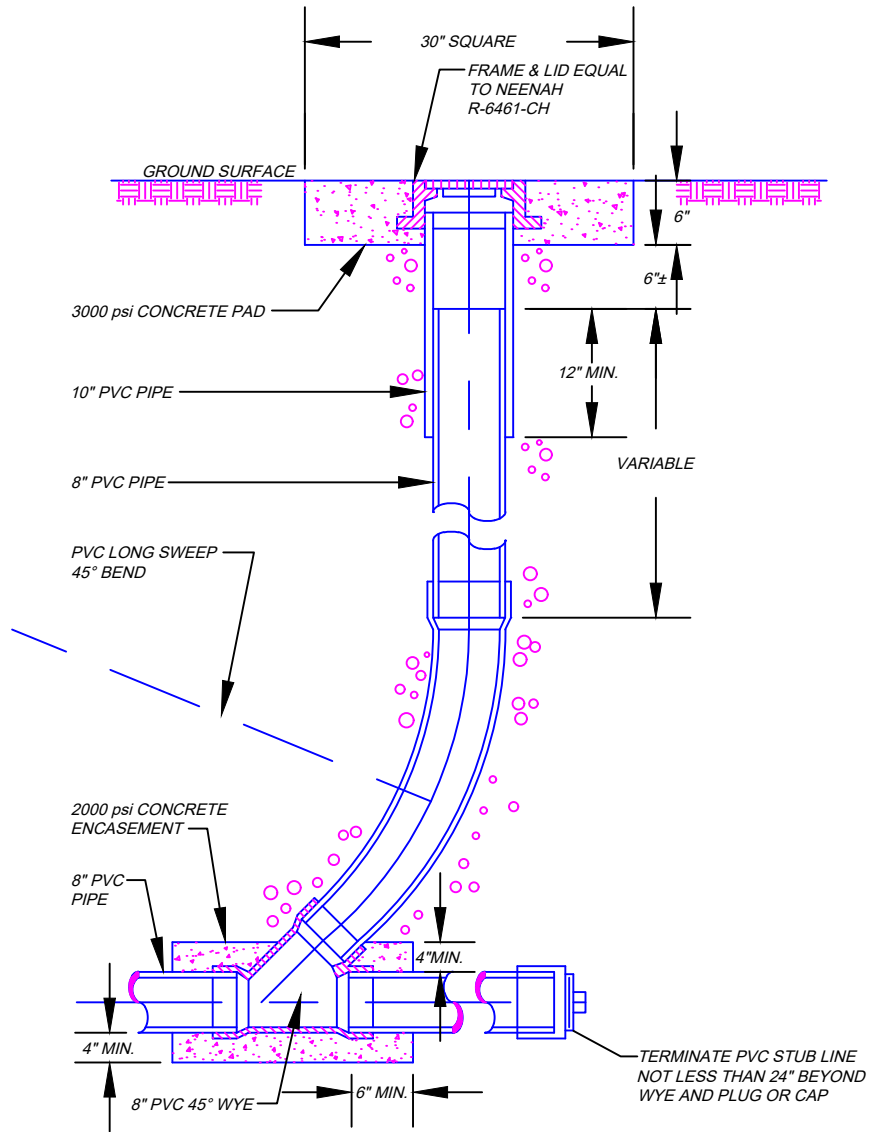 30" SQUARE
FRAME & LID EQUAL
TO NEENAH
R-6461-CH
GROUND SURFACE
6"
6"±
3000 psi CONCRETE PAD
12" MIN.
10" PVC PIPE
VARIABLE
8" PVC PIPE
PVC LONG SWEEP
45° BEND
2000 psi CONCRETE
ENCASEMENT
8" PVC
PIPE
4"MIN.
4" MIN.
8" PVC 45° WYE
6" MIN.
TERMINATE PVC STUB LINE
NOT LESS THAN 24" BEYOND
WYE AND PLUG OR CAP